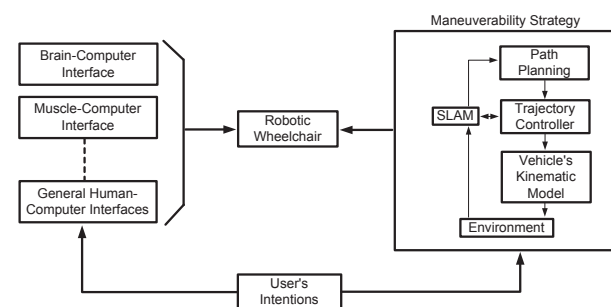 Maneuverability Strategy
Brain-Computer
Interface
Muscle-Computer
Interface
General Human-
Computer Interfaces
Robotic
Wheelchair
Path
Planning
SLAM
Trajectory
Controller
Vehicle's
Kinematic
Model
Environment
User's
Intentions